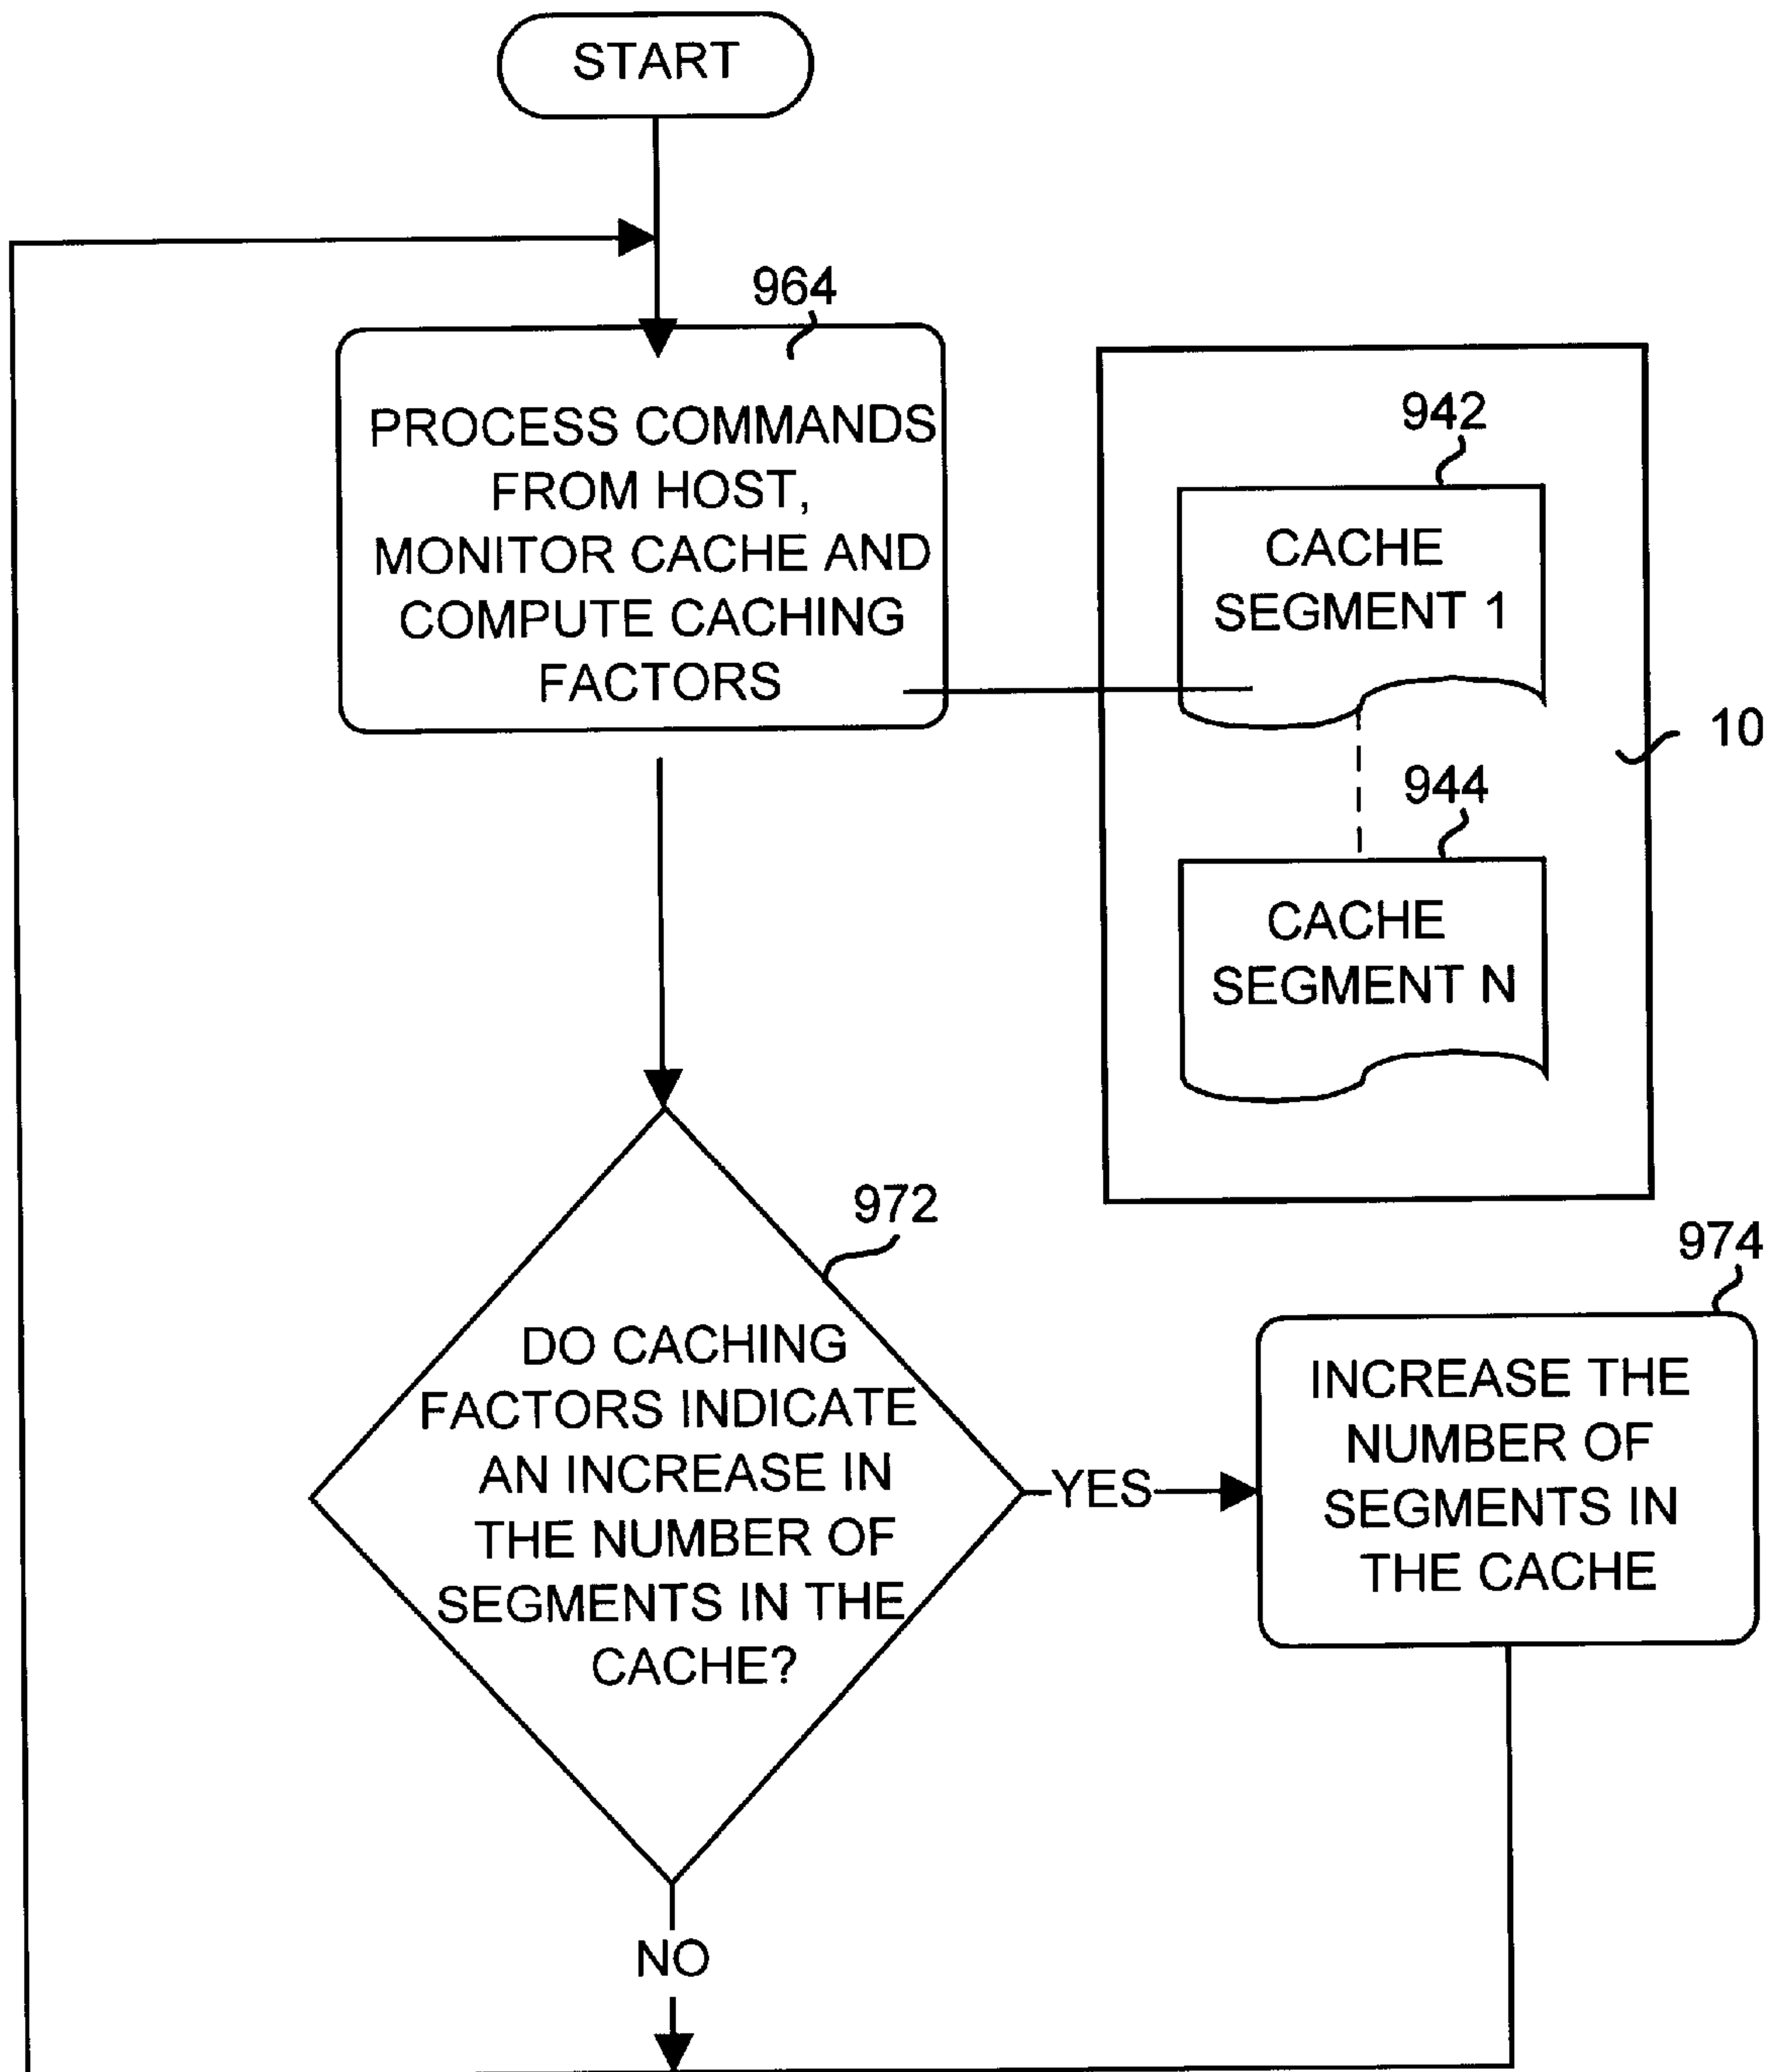 START
964
PROCESS COMMANDS
FROM HOST,
MONITOR CACHE AND
COMPUTE CACHING
FACTORS
942
CACHE
SEGMENT 1
10
944
CACHE
SEGMENT N
972
DO CACHING
FACTORS INDICATE
AN INCREASE IN
THE NUMBER OF
SEGMENTS IN THE
CACHE?
YES
974
INCREASE THE
NUMBER OF
SEGMENTS IN
THE CACHE
NO